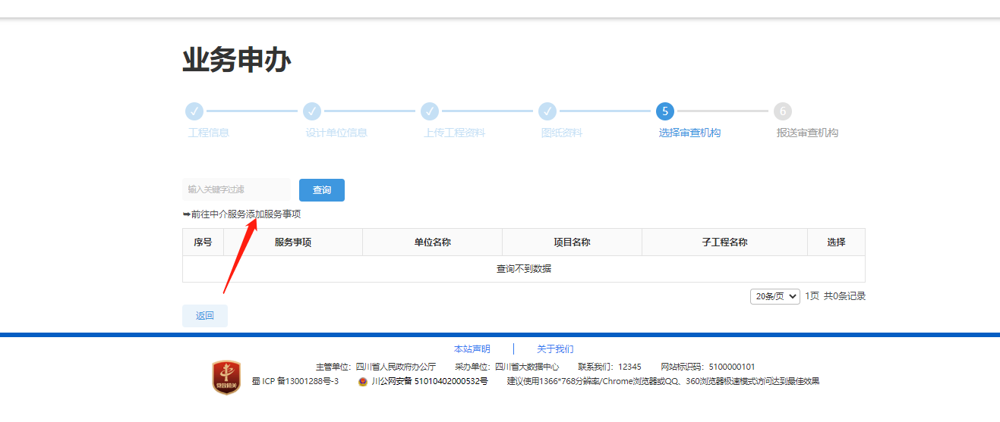 业务申办
✓ ✓ ✓ ✓ 5 6
工程信息 设计单位信息 上传工程资料 图纸资料 选择审查机构 报送审查机构
输入关键字过滤 查询
➥前往中介服务添加服务事项
序号 服务事项 单位名称 项目名称 子工程名称 选择
查询不到数据
20条/页 1页 共0条记录
返回
本站声明 | 关于我们
主管单位：四川省人民政府办公厅 采办单位：四川省大数据中心 联系我们：12345 网站标识码：5100000101
党政机关 蜀 ICP 备13001288号-3 川公网安备 51010402000532号 建议使用1366*768分辨率/Chrome浏览器或QQ、360浏览器极速模式访问达到最佳效果